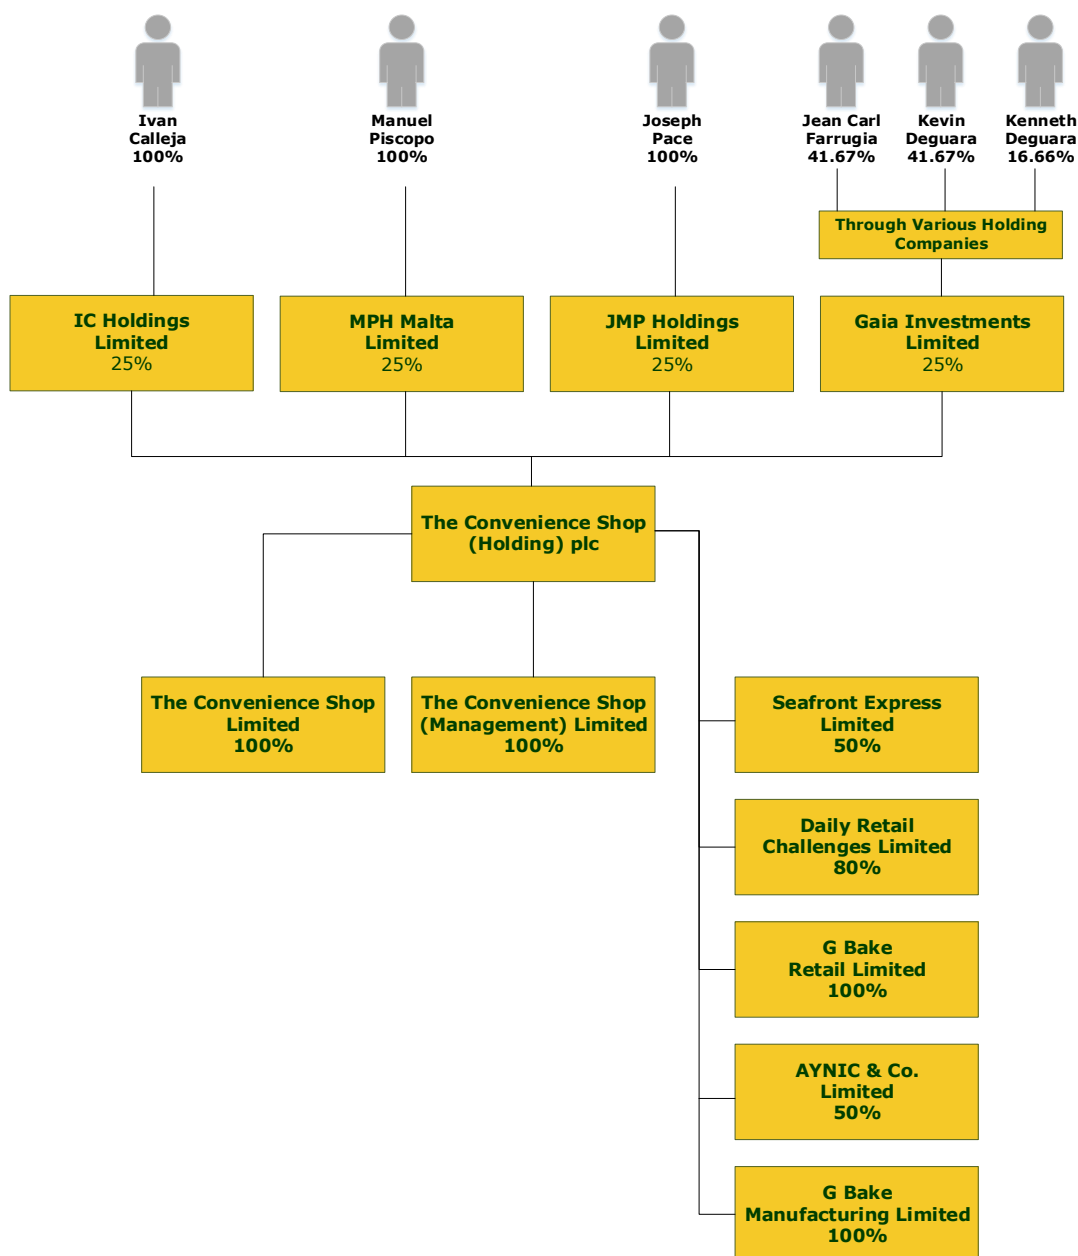 Ivan
Calleja
100%
Manuel
Piscopo
100%
Joseph
Pace
100%
Jean Carl
Farrugia
41.67%
Kevin
Deguara
41.67%
Kenneth
Deguara
16.66%
Through Various Holding
Companies
IC Holdings
Limited
25%
MPH Malta
Limited
25%
JMP Holdings
Limited
25%
Gaia Investments
Limited
25%
The Convenience Shop
(Holding) plc
The Convenience Shop
Limited
100%
The Convenience Shop
(Management) Limited
100%
Seafront Express
Limited
50%
Daily Retail
Challenges Limited
80%
G Bake
Retail Limited
100%
AYNIC & Co.
Limited
50%
G Bake
Manufacturing Limited
100%